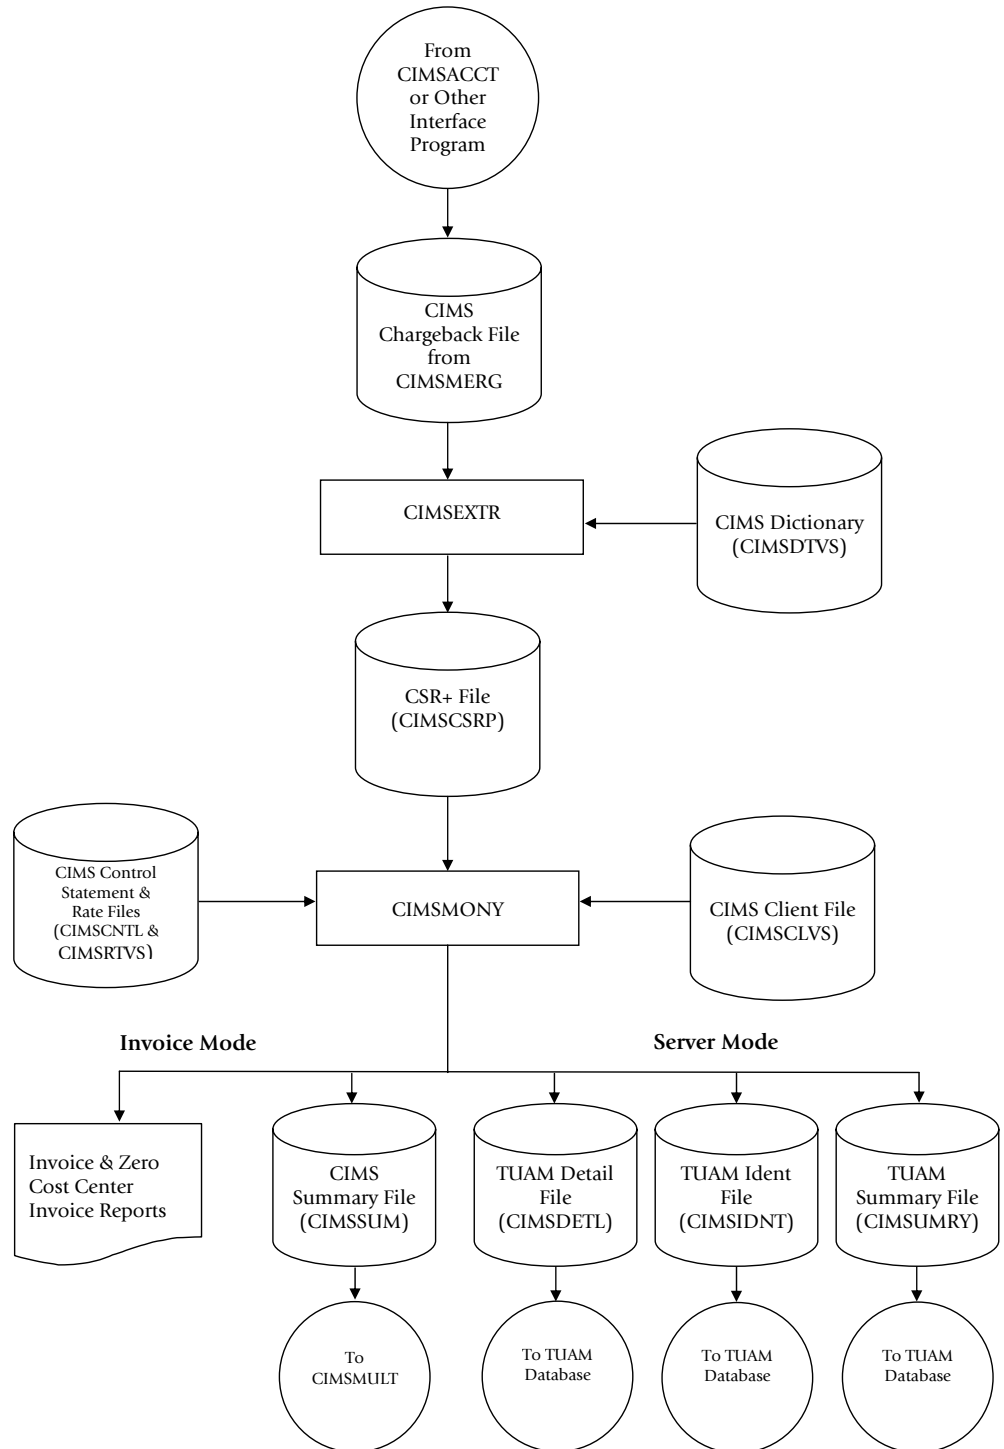 From
CIMSACCT
or Other
Interface
Program
CIMS
Chargeback File
from
CIMSMERG
CIMSEXTR
CIMS Dictionary
(CIMSDTVS)
CSR+ File
(CIMSCSRP)
CIMS Control
Statement &
Rate Files
(CIMSCNTL &
CIMSRTVS)
CIMSMONY
CIMS Client File
(CIMSCLVS)
Invoice Mode
Server Mode
Invoice & Zero
Cost Center
Invoice Reports
CIMS
Summary File
(CIMSSUM)
TUAM Detail
File
(CIMSDETL)
TUAM Ident
File
(CIMSIDNT)
TUAM
Summary File
(CIMSUMRY)
To
CIMSMULT
To TUAM
Database
To TUAM
Database
To TUAM
Database